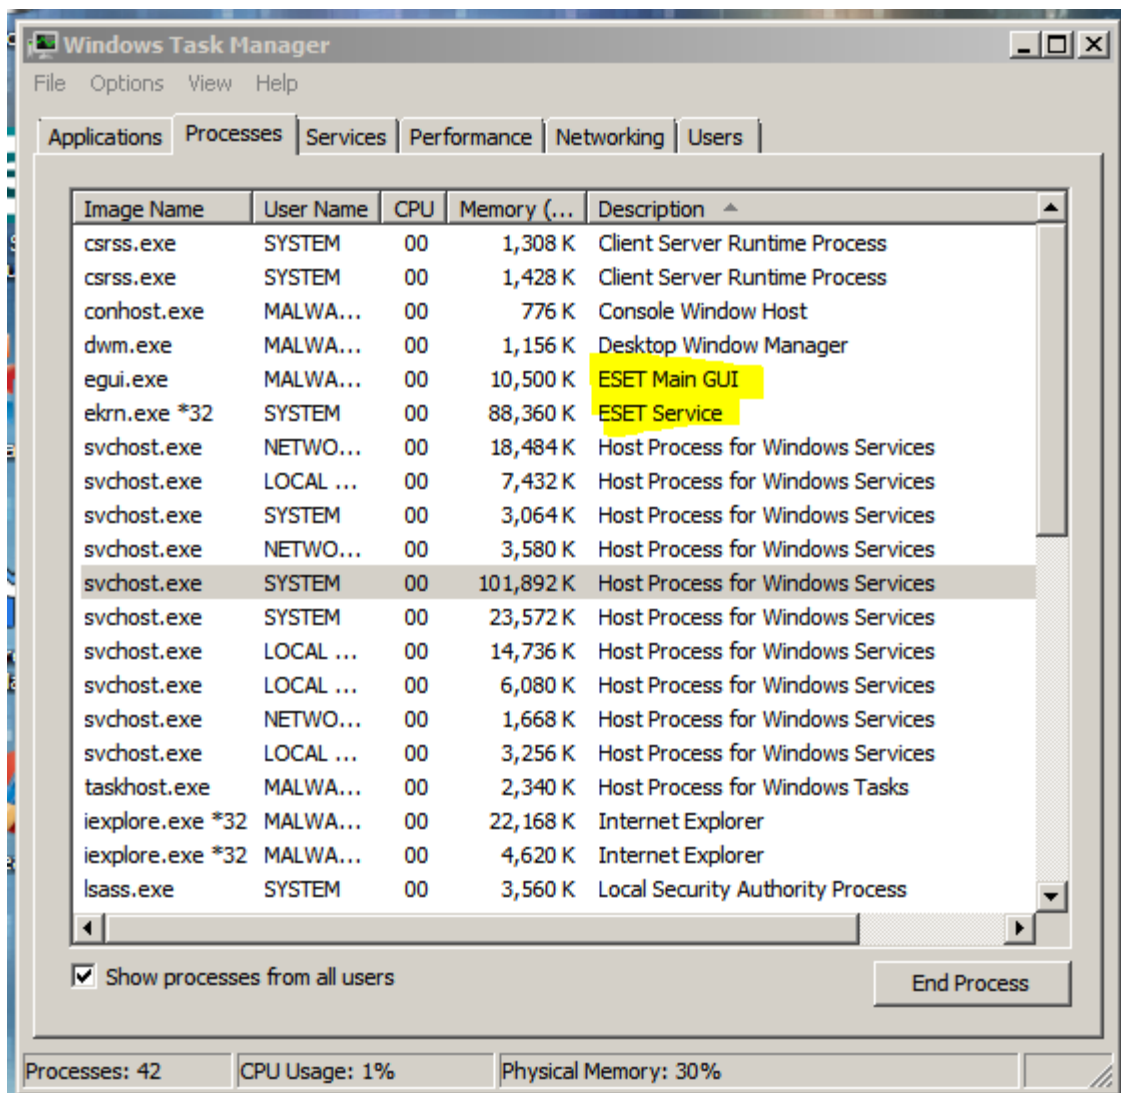 Windows Task Manager
File Options View Help
Applications Processes Services Performance Networking Users
Image Name User Name CPU Memory (... Description
csrss.exe SYSTEM 00 1,308 K Client Server Runtime Process
csrss.exe SYSTEM 00 1,428 K Client Server Runtime Process
conhost.exe MALWA... 00 776 K Console Window Host
dwm.exe MALWA... 00 1,156 K Desktop Window Manager
egui.exe MALWA... 00 10,500 K ESET Main GUI
ekrn.exe *32 SYSTEM 00 88,360 K ESET Service
svchost.exe NETWO... 00 18,484 K Host Process for Windows Services
svchost.exe LOCAL ... 00 7,432 K Host Process for Windows Services
svchost.exe SYSTEM 00 3,064 K Host Process for Windows Services
svchost.exe NETWO... 00 3,580 K Host Process for Windows Services
svchost.exe SYSTEM 00 101,892 K Host Process for Windows Services
svchost.exe SYSTEM 00 23,572 K Host Process for Windows Services
svchost.exe LOCAL ... 00 14,736 K Host Process for Windows Services
svchost.exe LOCAL ... 00 6,080 K Host Process for Windows Services
svchost.exe NETWO... 00 1,668 K Host Process for Windows Services
svchost.exe LOCAL ... 00 3,256 K Host Process for Windows Services
taskhost.exe MALWA... 00 2,340 K Host Process for Windows Tasks
iexplore.exe *32 MALWA... 00 22,168 K Internet Explorer
iexplore.exe *32 MALWA... 00 4,620 K Internet Explorer
lsass.exe SYSTEM 00 3,560 K Local Security Authority Process
Show processes from all users
End Process
Processes: 42 CPU Usage: 1% Physical Memory: 30%